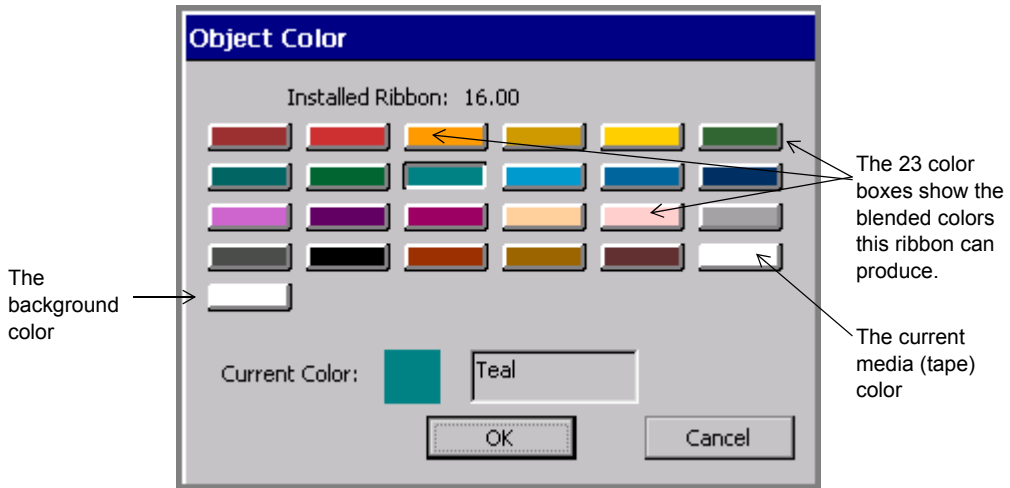 Object Color
Installed Ribbon: 16.00
The 23 color
boxes show the
blended colors
this ribbon can
produce.
The
background
color
The current
media (tape)
color
Current Color:
Teal
OK
Cancel